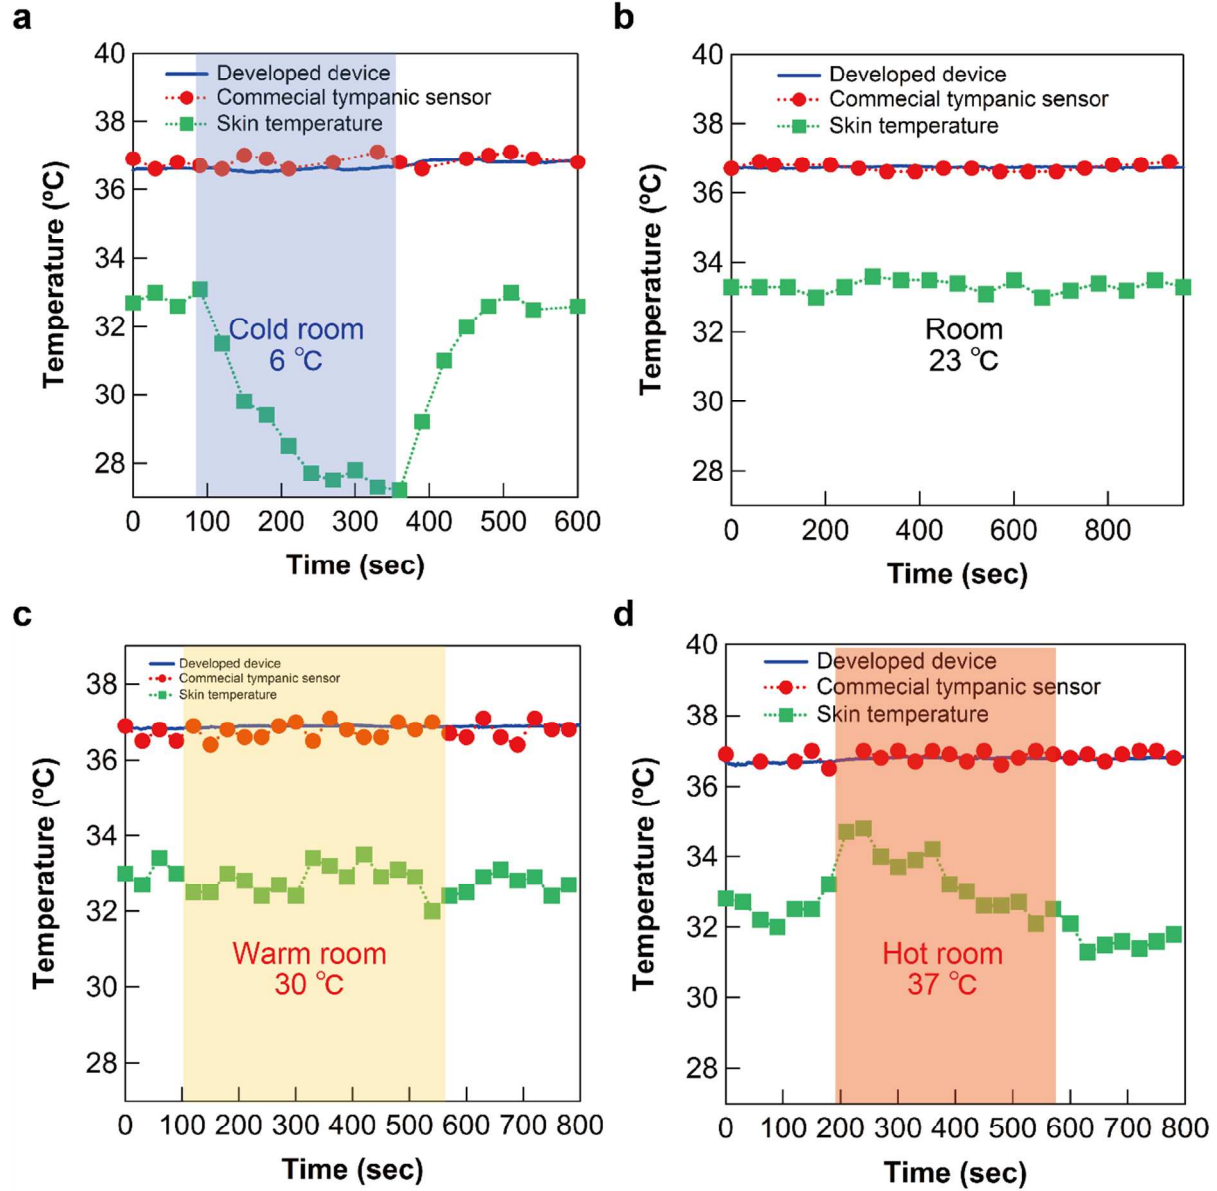 a
40
38
36
34
32
30
28
Temperature (ºC)
Developed device
Commecial tympanic sensor
Skin temperature
Cold room
6 ℃
0 100 200 300 400 500 600
Time (sec)
b
40
38
36
34
32
30
28
Temperature (ºC)
Developed device
Commecial tympanic sensor
Skin temperature
Room
23 ℃
0 200 400 600 800
Time (sec)
c
38
36
34
32
30
28
Temperature (ºC)
Developed device
Commecial tympanic sensor
Skin temperature
Warm room
30 ℃
0 100 200 300 400 500 600 700 800
Time (sec)
d
40
38
36
34
32
30
28
Temperature (ºC)
Developed device
Commecial tympanic sensor
Skin temperature
Hot room
37 ℃
0 100 200 300 400 500 600 700 800
Time (sec)